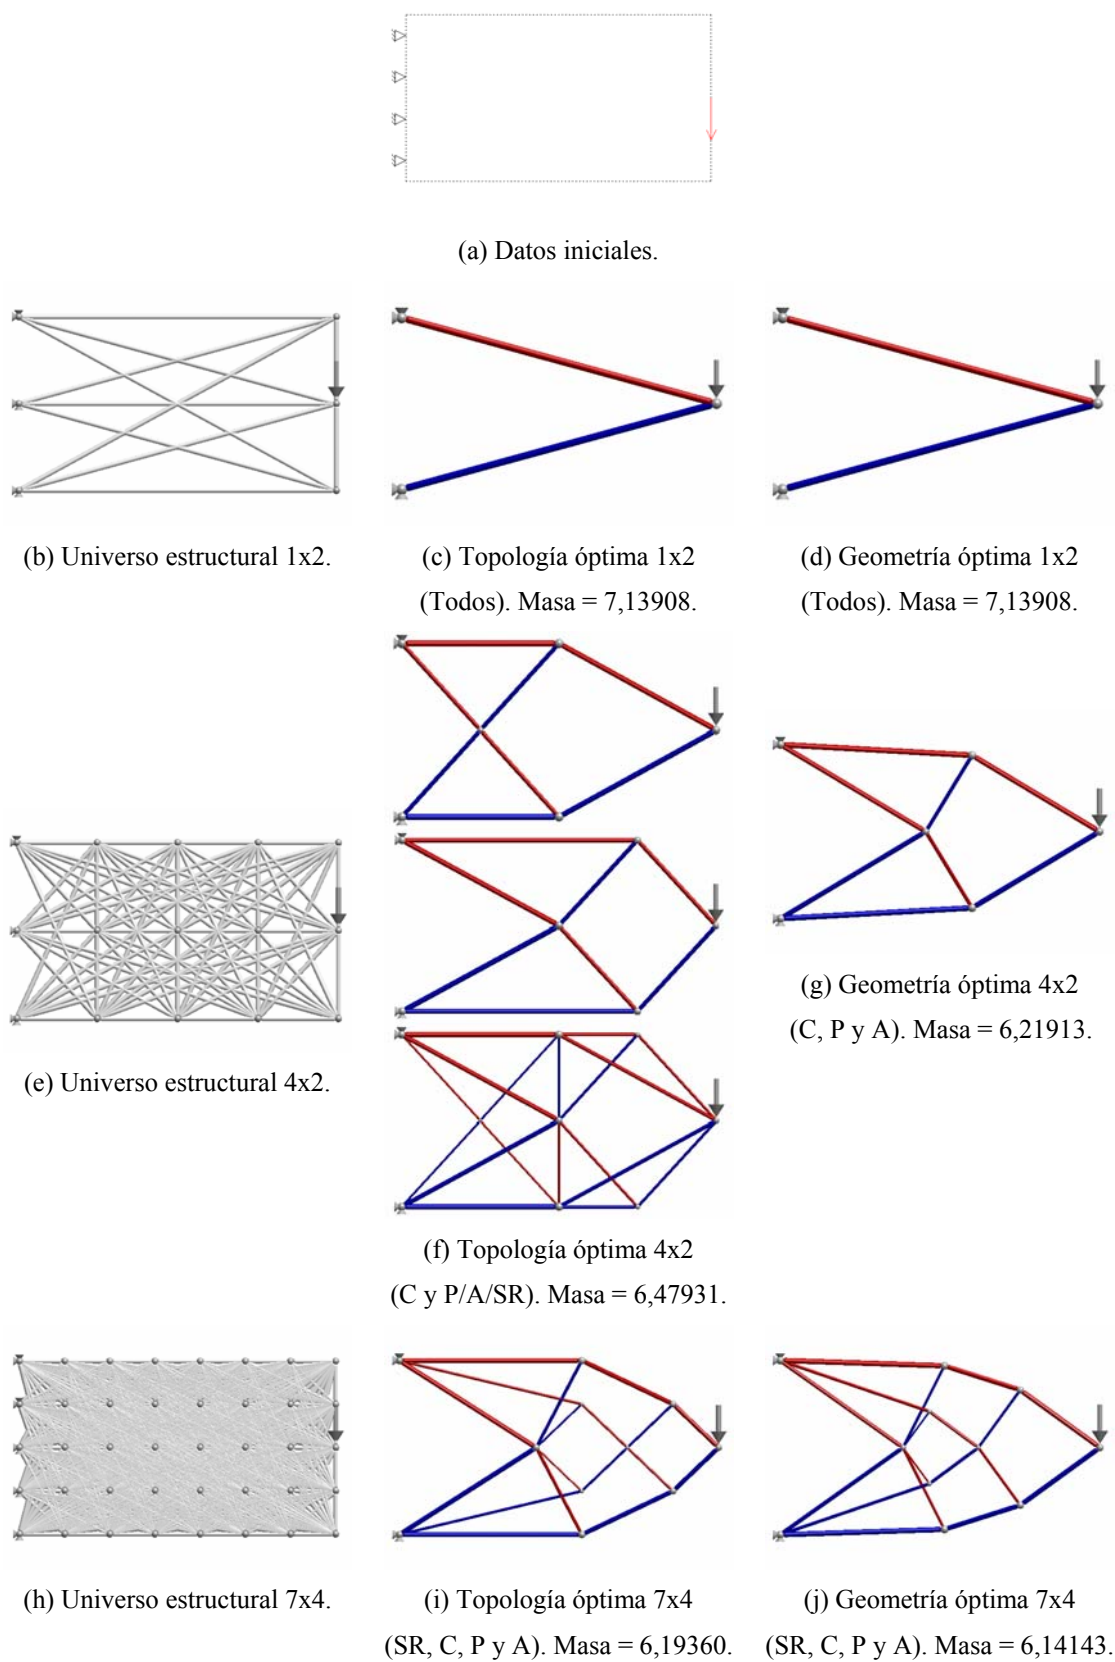 (a) Datos iniciales.
(b) Universo estructural 1x2.
(c) Topología óptima 1x2
(Todos). Masa = 7,13908.
(d) Geometría óptima 1x2
(Todos). Masa = 7,13908.
(e) Universo estructural 4x2.
(f) Topología óptima 4x2
(C y P/A/SR). Masa = 6,47931.
(g) Geometría óptima 4x2
(C, P y A). Masa = 6,21913.
(h) Universo estructural 7x4.
(i) Topología óptima 7x4
(SR, C, P y A). Masa = 6,19360.
(j) Geometría óptima 7x4
(SR, C, P y A). Masa = 6,14143.